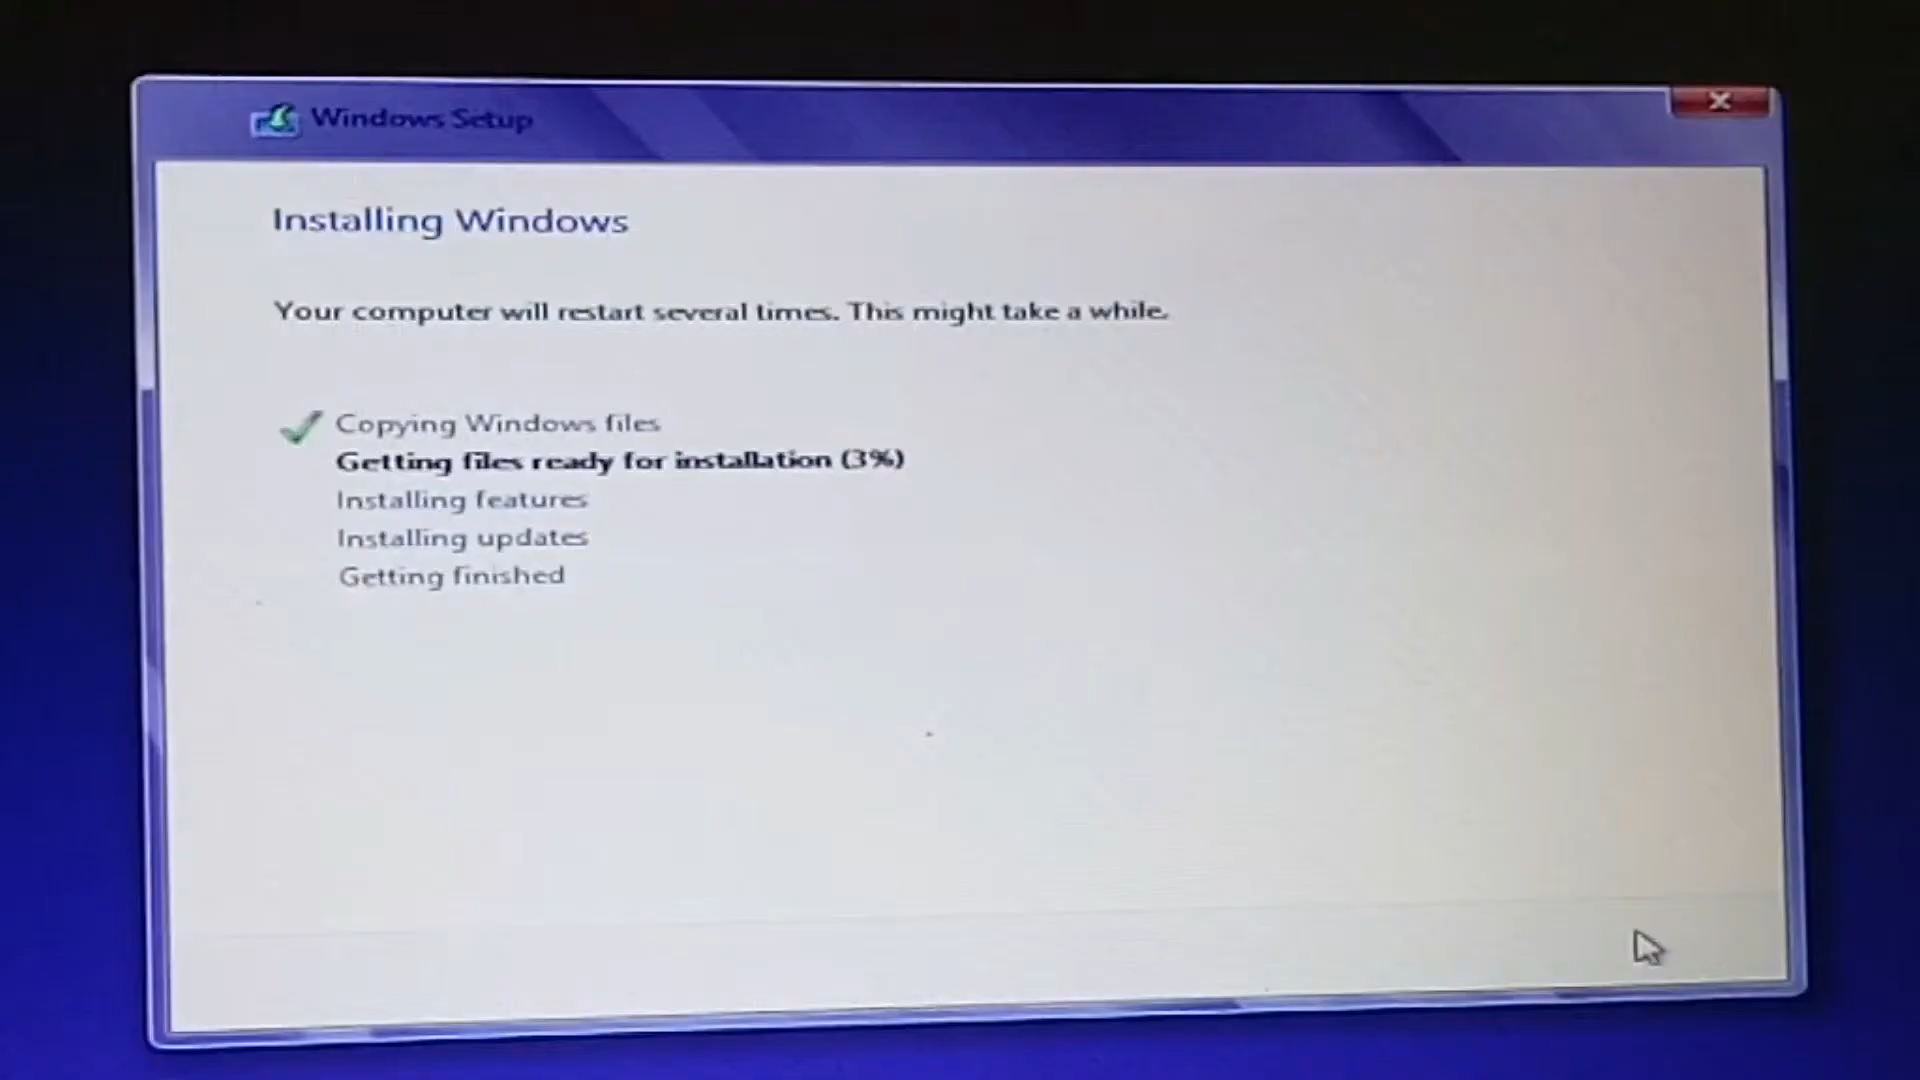 Windows Setup
Installing Windows
Your computer will restart several times. This might take a while.
Copying Windows files
Getting files ready for installation (3%)
Installing features
Installing updates
Getting finished